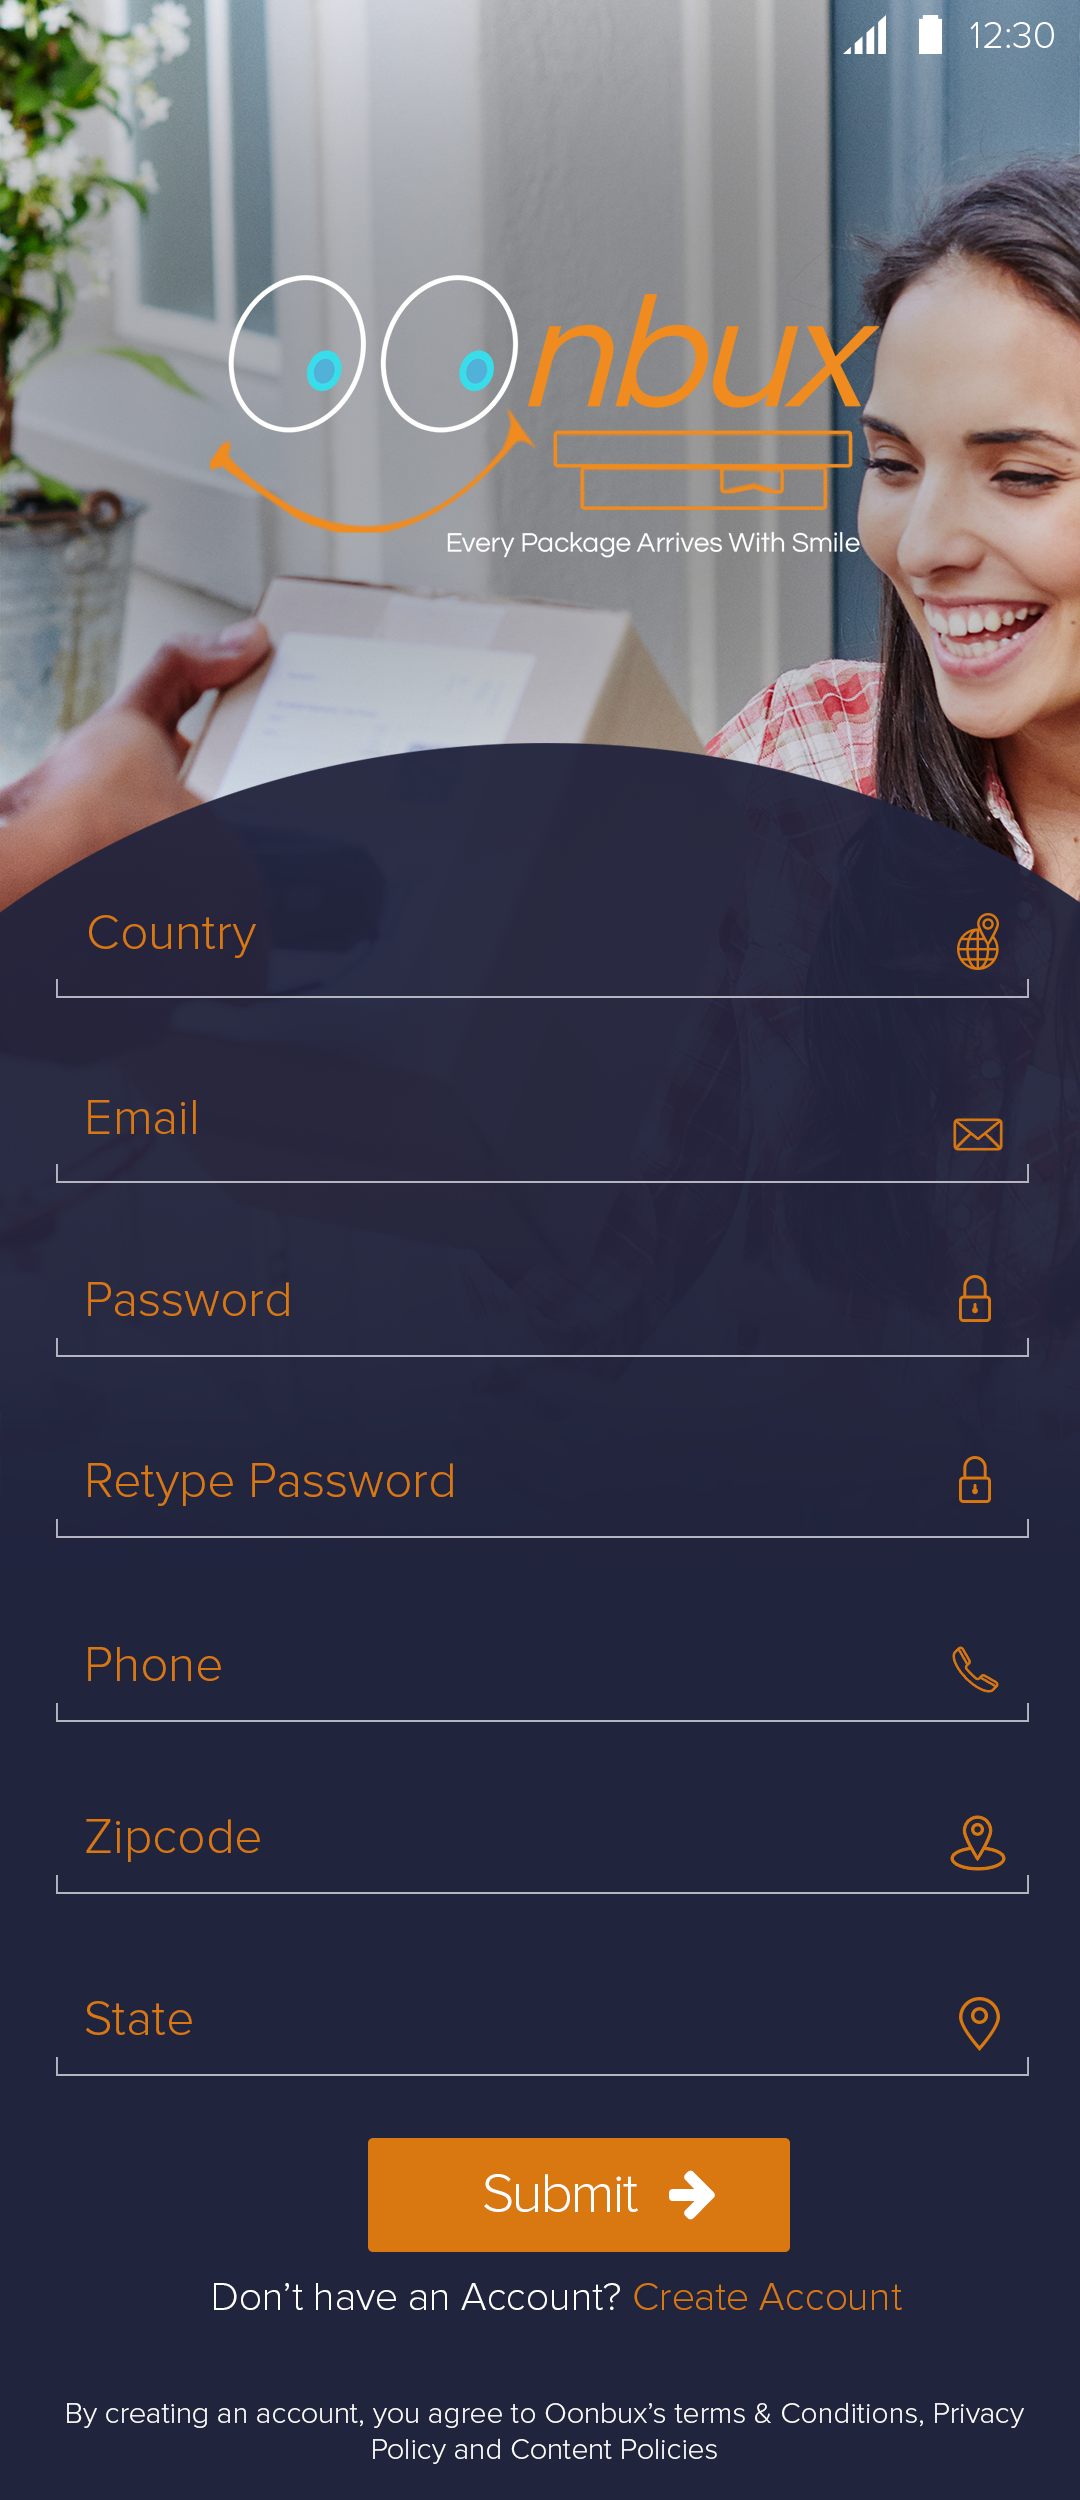 12:30
Oonbux
Every Package Arrives With Smile
Country
Email
Password
Retype Password
Phone
Zipcode
State
Submit
Don’t have an Account? Create Account
By creating an account, you agree to Oonbux’s terms & Conditions, Privacy
Policy and Content Policies